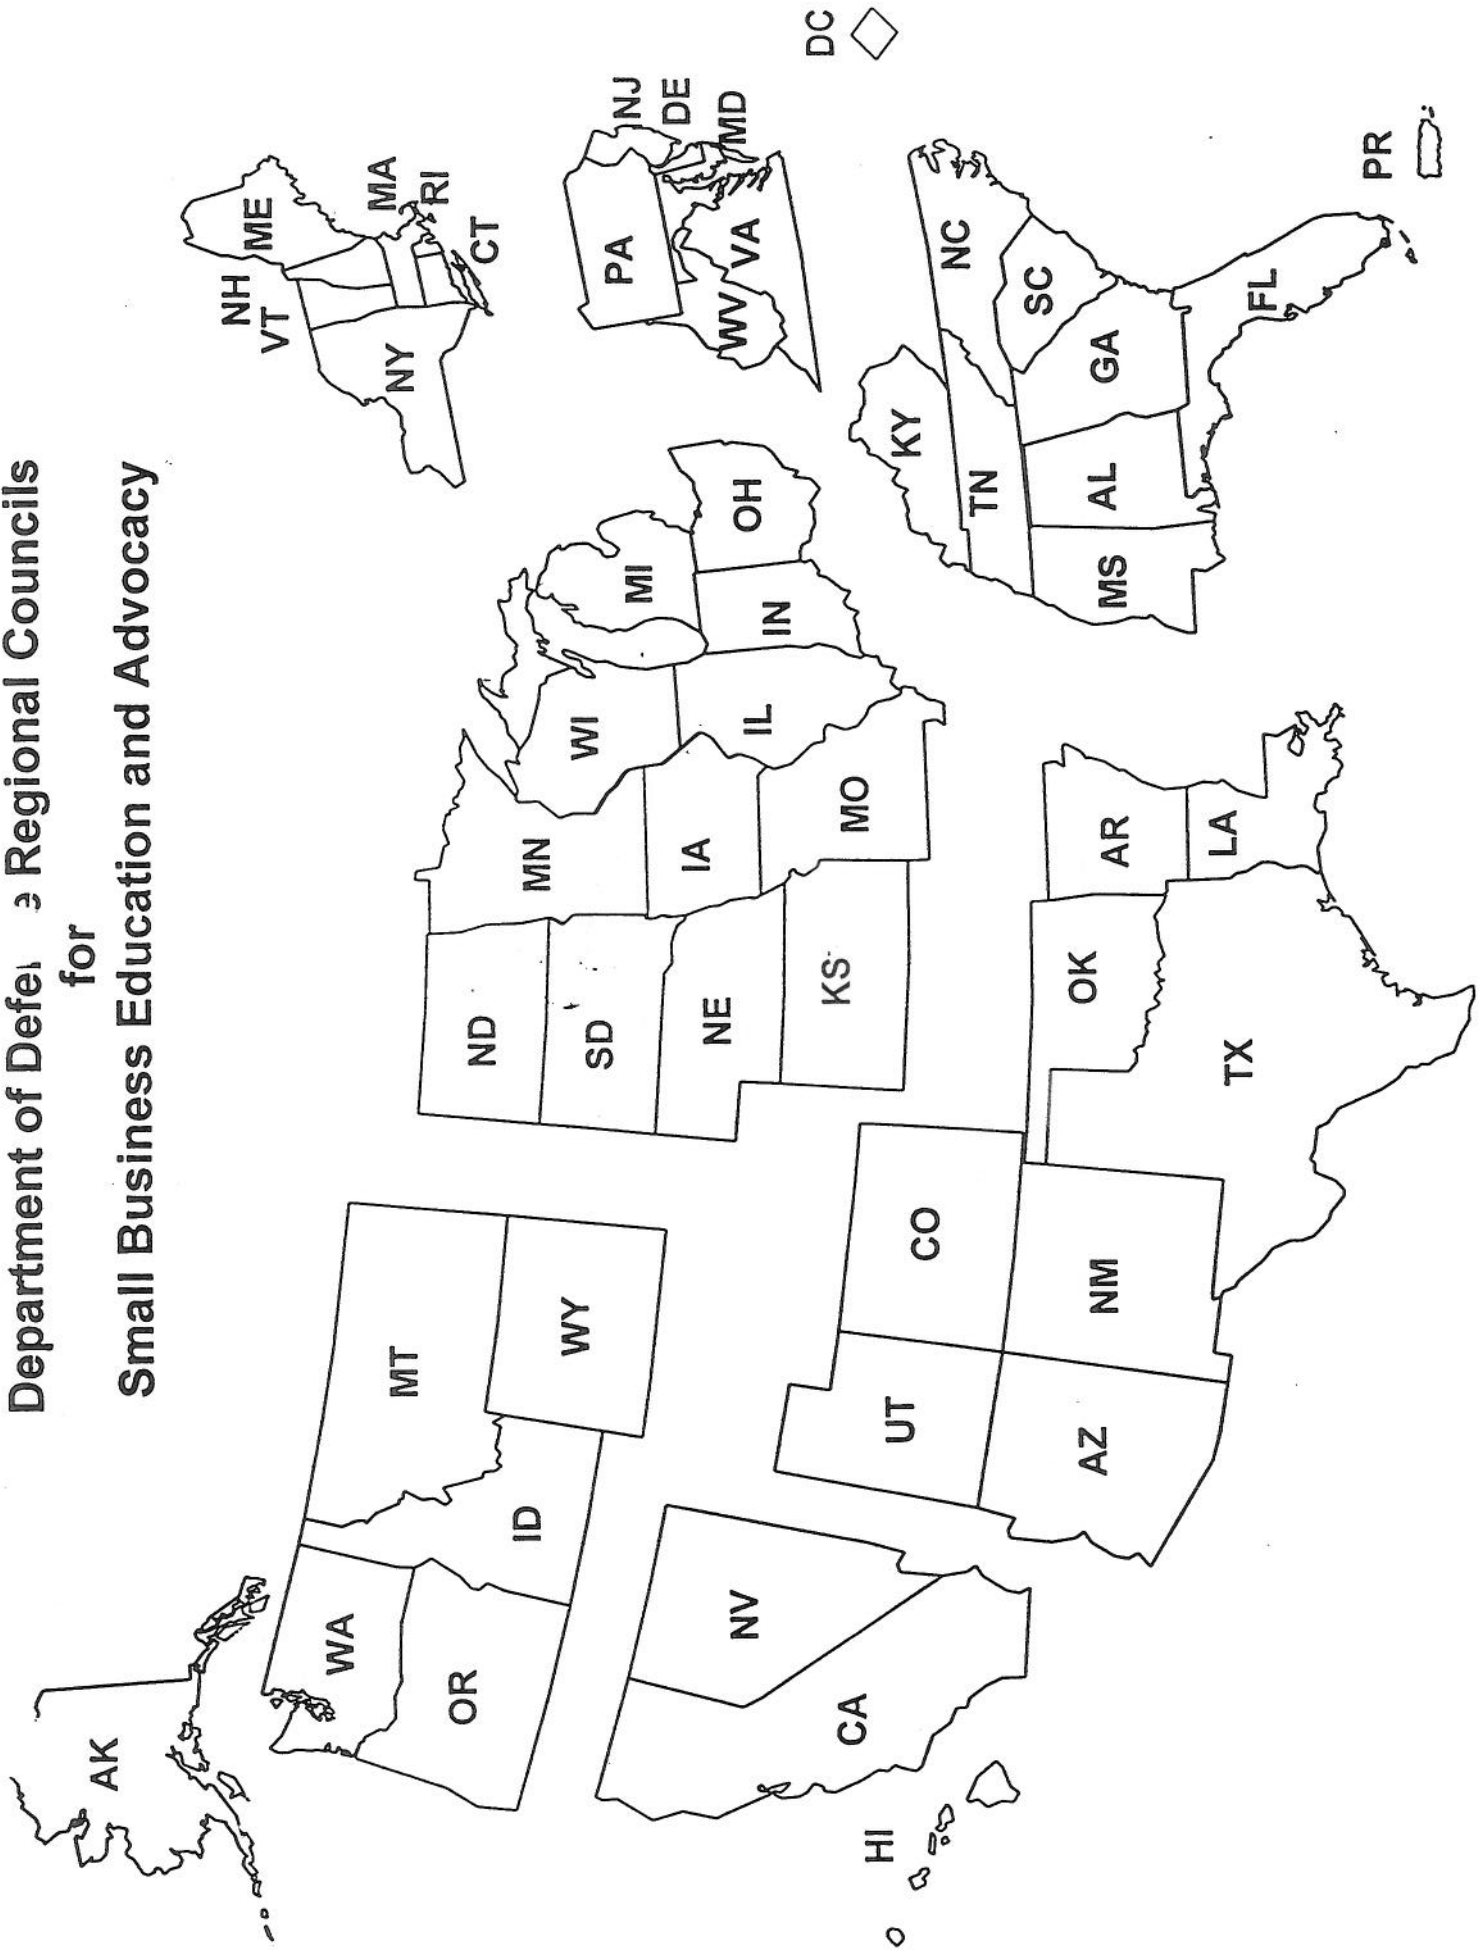 Department of Defe e Regional Councils
for
Small Business Education and Advocacy
AK
NH
ME
VT
WA
MT
NY
MA
RI
CT
OR
ID
ND
MN
WY
SD
WI
MI
PA
NJ
DE
MD
NE
IA
IL
IN
OH
WV
VA
NV
CA
KS
MO
DC
HI
UT
CO
KY
NC
TN
SC
AZ
NM
OK
AR
MS
AL
GA
TX
LA
FL
PR